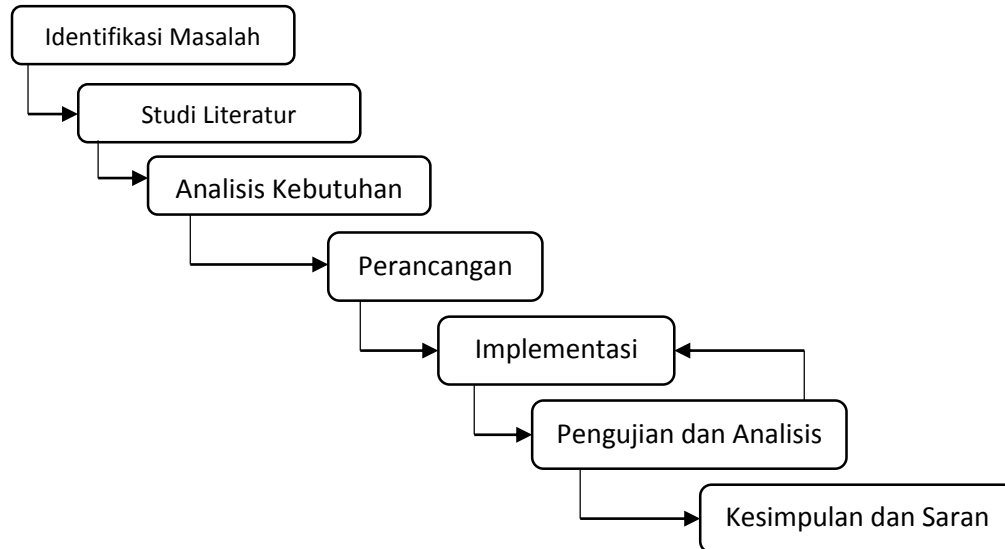 Identifikasi Masalah
Studi Literatur
Analisis Kebutuhan
Perancangan
Implementasi
Pengujian dan Analisis
Kesimpulan dan Saran